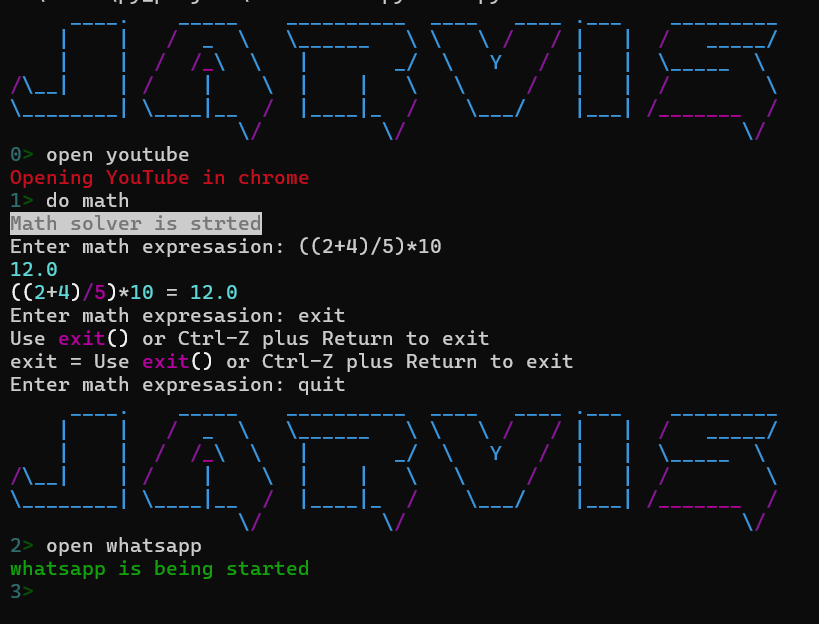 JARVIS
0> open youtube
Opening YouTube in chrome
1> do math
Math solver is strted
Enter math expresasion: ((2+4)/5)*10
12.0
((2+4)/5)*10 = 12.0
Enter math expresasion: exit
Use exit() or Ctrl-Z plus Return to exit
exit = Use exit() or Ctrl-Z plus Return to exit
Enter math expresasion: quit
JARVIS
2> open whatsapp
whatsapp is being started
3>